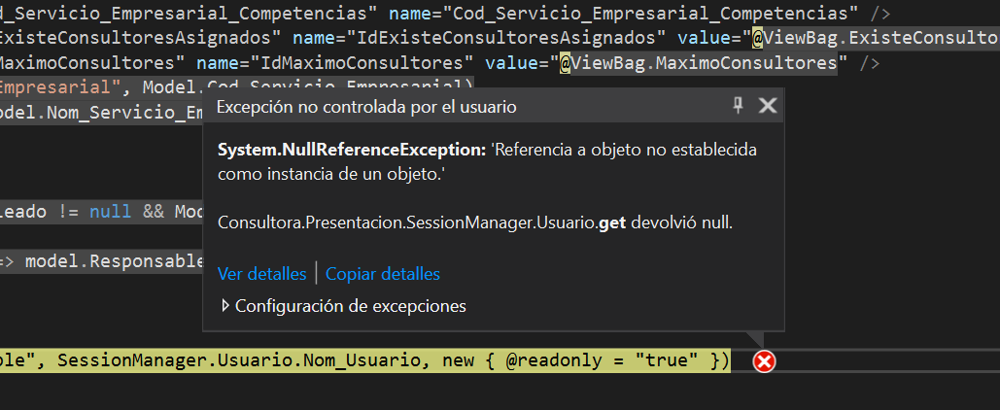 d_Servicio_Empresarial_Competencias" name="Cod_Servicio_Empresarial_Competencias" />
ExisteConsultoresAsignados" name="IdExisteConsultoresAsignados" value="@ViewBag.ExisteConsulto
MaximoConsultores" name="IdMaximoConsultores" value="@ViewBag.MaximoConsultores" />
Empresarial", Model.Cod_Servicio_Empresarial)
odel.Nom_Servicio_Em
Excepción no controlada por el usuario
System.NullReferenceException: 'Referencia a objeto no establecida
como instancia de un objeto.'
leado != null && Mod
Consultora.Presentacion.SessionManager.Usuario.get devolvió null.
=> model.Responsable
Ver detalles | Copiar detalles
Configuración de excepciones
ole", SessionManager.Usuario.Nom_Usuario, new { @readonly = "true" })